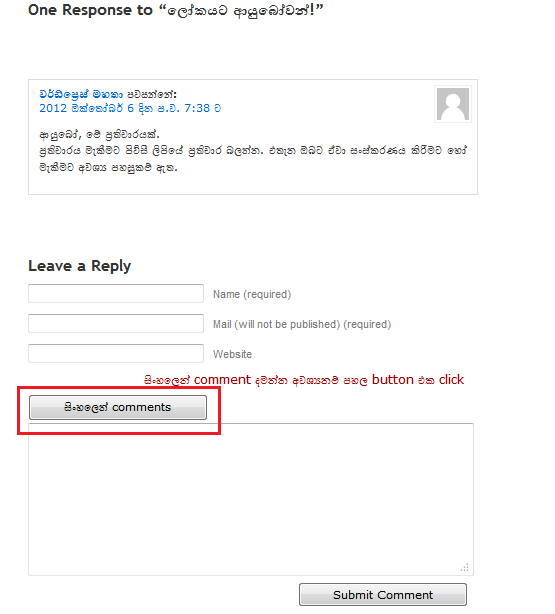 One Response to “ලෝකයට ආයුබෝවන්!”
වර්ඩ්ප්‍රෙස් මහතා පවසන්නේ:
2012 ඔක්තෝබර් 6 දින ප.ව. 7:38 ට
ආයුබෝ, මේ ප්‍රතිචාරයක්.
ප්‍රතිචාරය මැකීමට පිවිසී ලිපියේ ප්‍රතිචාර බලන්න. එතැන ඔබට ඒවා සංස්කරණය කිරීමට හෝ
මැකීමට අවශ්‍ය පහසුකම් ඇත.
Leave a Reply
Name (required)
Mail (will not be published) (required)
Website
සිංහලෙන් comment දමන්න අවශ්‍යනම් පහල button එක click
සිංහලෙන් comments
Submit Comment